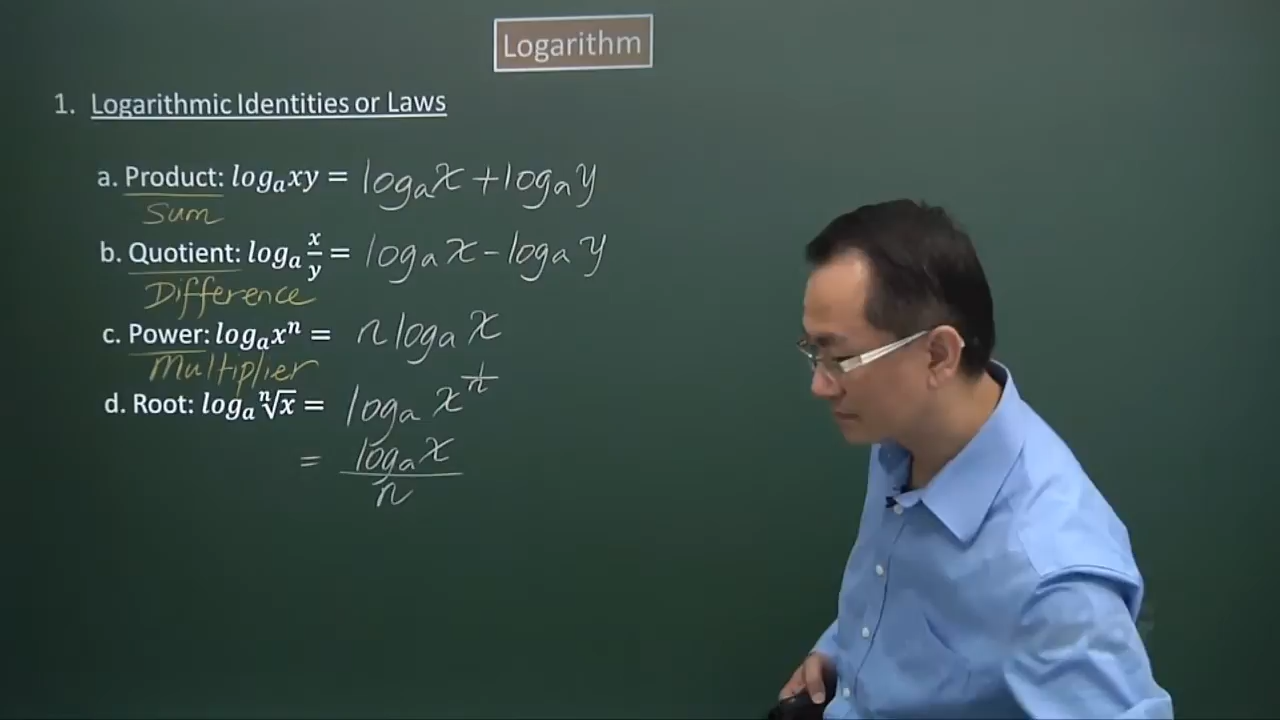 Logarithm
1. Logarithmic Identities or Laws
a. Product: logₐxy = logₐx + logₐy
Sum
b. Quotient: logₐ x/y = logₐx - logₐy
Difference
c. Power: logₐxⁿ = n logₐx
Multiplier
d. Root: logₐ ⁿ√x = logₐ x^(1/n)
= logₐx / n